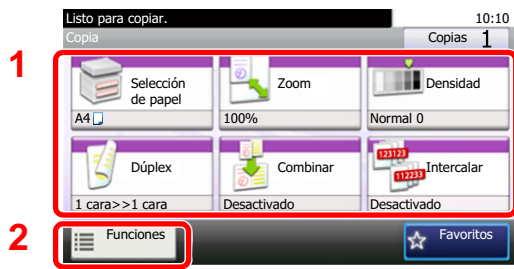 Listo para copiar.
10:10
Copia
Copias 1
1
Selección
de papel
Zoom
Densidad
A4
100%
Normal 0
Dúplex
Combinar
123123
112233
Intercalar
1 cara>>1 cara
Desactivado
Desactivado
2
Funciones
Favoritos